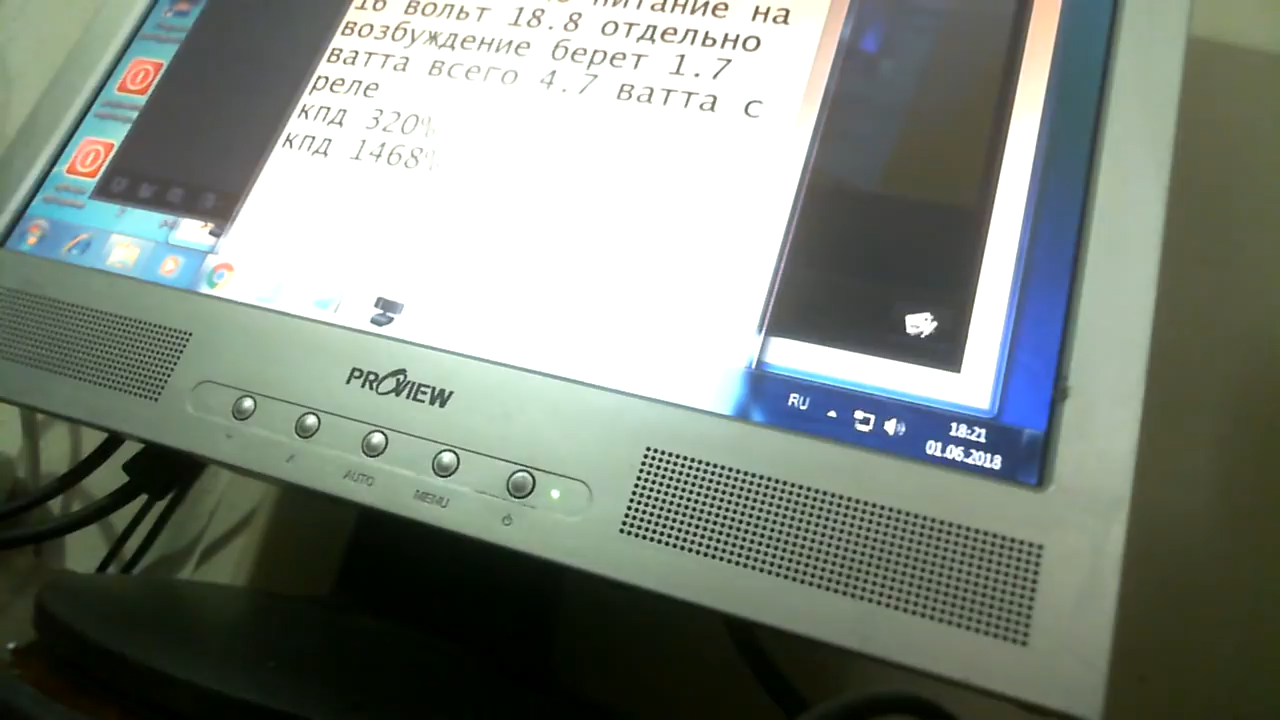 питание на
16 вольт 18.8 отдельно
возбуждение берет 1.7
ватта всего 4.7 ватта с
реле
кпд 320%
кпд 1468%
RU
18:21
01.06.2018
PROVIEW
AUTO
MENU